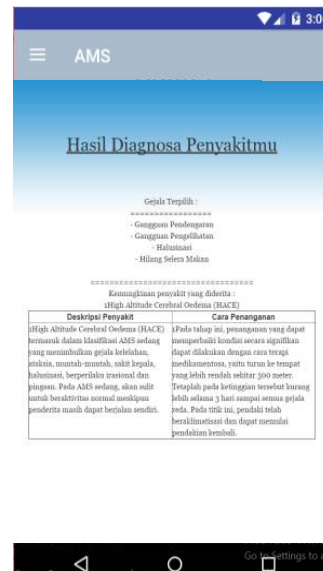 3:0
AMS
Hasil Diagnosa Penyakitmu
Gejala Terpilih :
=================
- Gangguan Pendengaran
- Gangguan Pengelihatan
- Halusinasi
- Hilang Selera Makan
==================================
Kemungkinan penyakit yang diderita :
1High Altitude Cerebral Oedema (HACE)
Deskripsi Penyakit
1High Altitude Cerebral Oedema (HACE)
termasuk dalam klasifikasi AMS sedang
yang menimbulkan gejala kelelahan,
ataksia, muntah-muntah, sakit kepala,
halusinasi, berperilaku irasional dan
pingsan. Pada AMS sedang, akan sulit
untuk beraktivitas normal meskipun
penderita masih dapat berjalan sendiri.
Cara Penanganan
1Pada tahap ini, penanganan yang dapat
memperbaiki kondisi secara signifikan
dapat dilakukan dengan cara terapi
medikamentosa, yaitu turun ke tempat
yang lebih rendah sekitar 300 meter.
Tetaplah pada ketinggian tersebut kurang
lebih selama 3 hari sampai semua gejala
reda. Pada titik ini, pendaki telah
beraklimatisasi dan dapat memulai
pendakian kembali.
Go to Settings to a